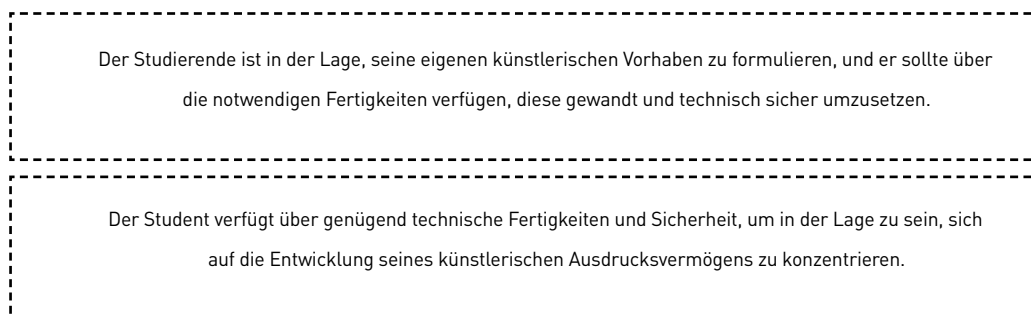 Der Studierende ist in der Lage, seine eigenen künstlerischen Vorhaben zu formulieren, und er sollte über
die notwendigen Fertigkeiten verfügen, diese gewandt und technisch sicher umzusetzen.
Der Student verfügt über genügend technische Fertigkeiten und Sicherheit, um in der Lage zu sein, sich
auf die Entwicklung seines künstlerischen Ausdrucksvermögens zu konzentrieren.